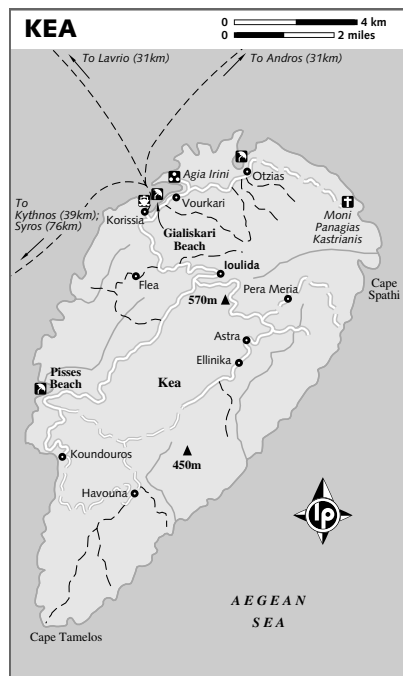 KEA
0 4 km
0 2 miles
To Lavrio (31km)
To Andros (31km)
Agia Irini
Otzias
To
Kythnos (39km);
Syros (76km)
Vourkari
Korissia
Gialiskari
Beach
Moni
Panagias
Kastrianis
Ioulida
Flea
570m
Pera Meria
Cape
Spathi
Astra
Ellinika
Pisses
Beach
Kea
Koundouros
450m
Havouna
lp
AEGEAN
SEA
Cape Tamelos